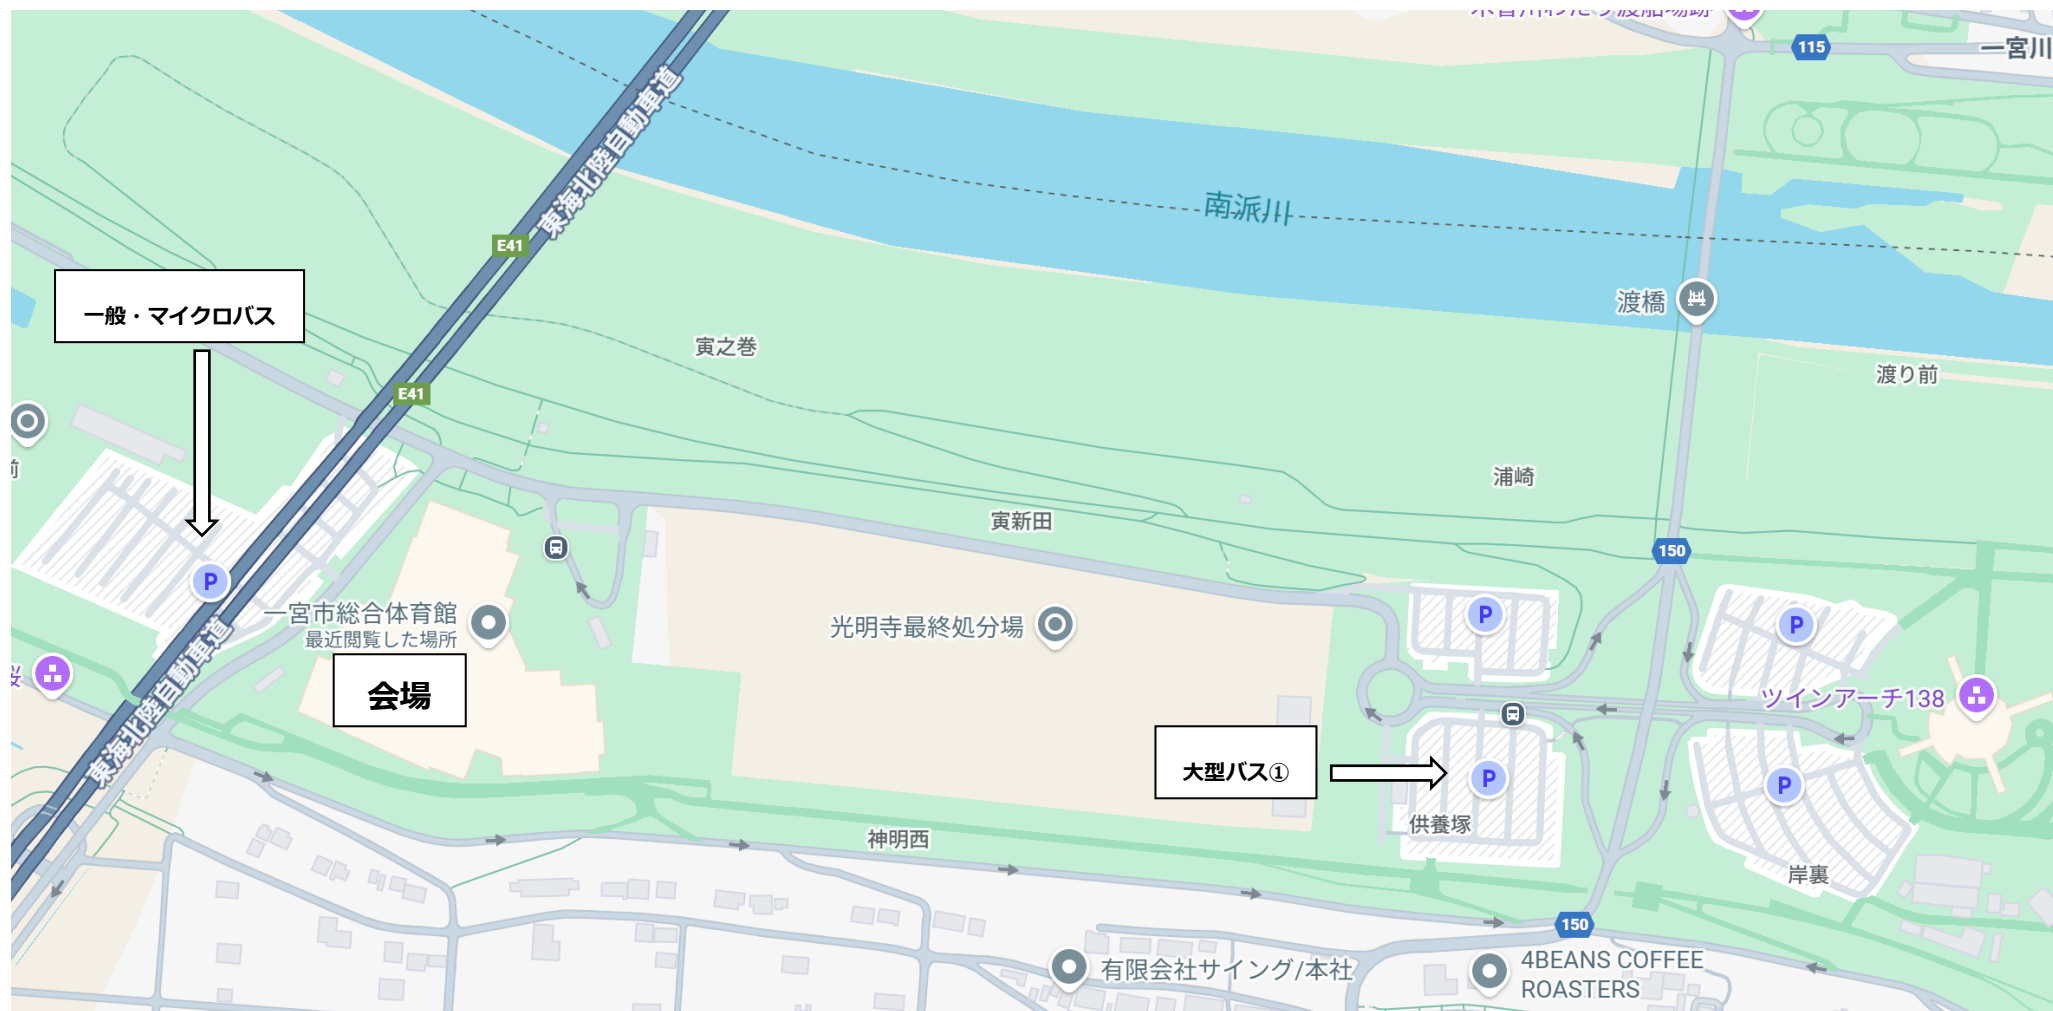 115
一宮川
東海北陸自動車道
南派川
E41
渡橋
一般・マイクロバス
寅之巻
渡り前
E41
前
浦崎
寅新田
150
P
一宮市総合体育館
最近閲覧した場所
光明寺最終処分場
P
P
桜
会場
ツインアーチ138
東海北陸自動車道
大型バス①
P
P
供養塚
神明西
岸裏
150
有限会社サイング/本社
4BEANS COFFEE
ROASTERS